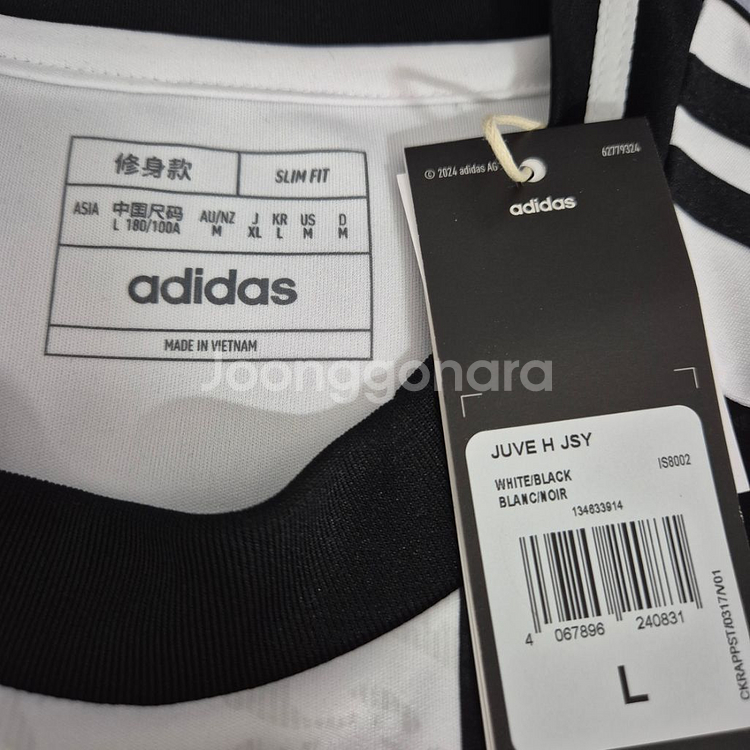 修身款
SLIM FIT
ASIA 中国尺码 AU/NZ J KR US D
L 180/100A M XL L M M
adidas
MADE IN VIETNAM
Joonggonara
© 2024 adidas AG
62779324
adidas
JUVE H JSY
WHITE/BLACK
BLANC/NOIR
IS8002
134633914
4 067896 240831
L
CKRAPPST/0317/V01